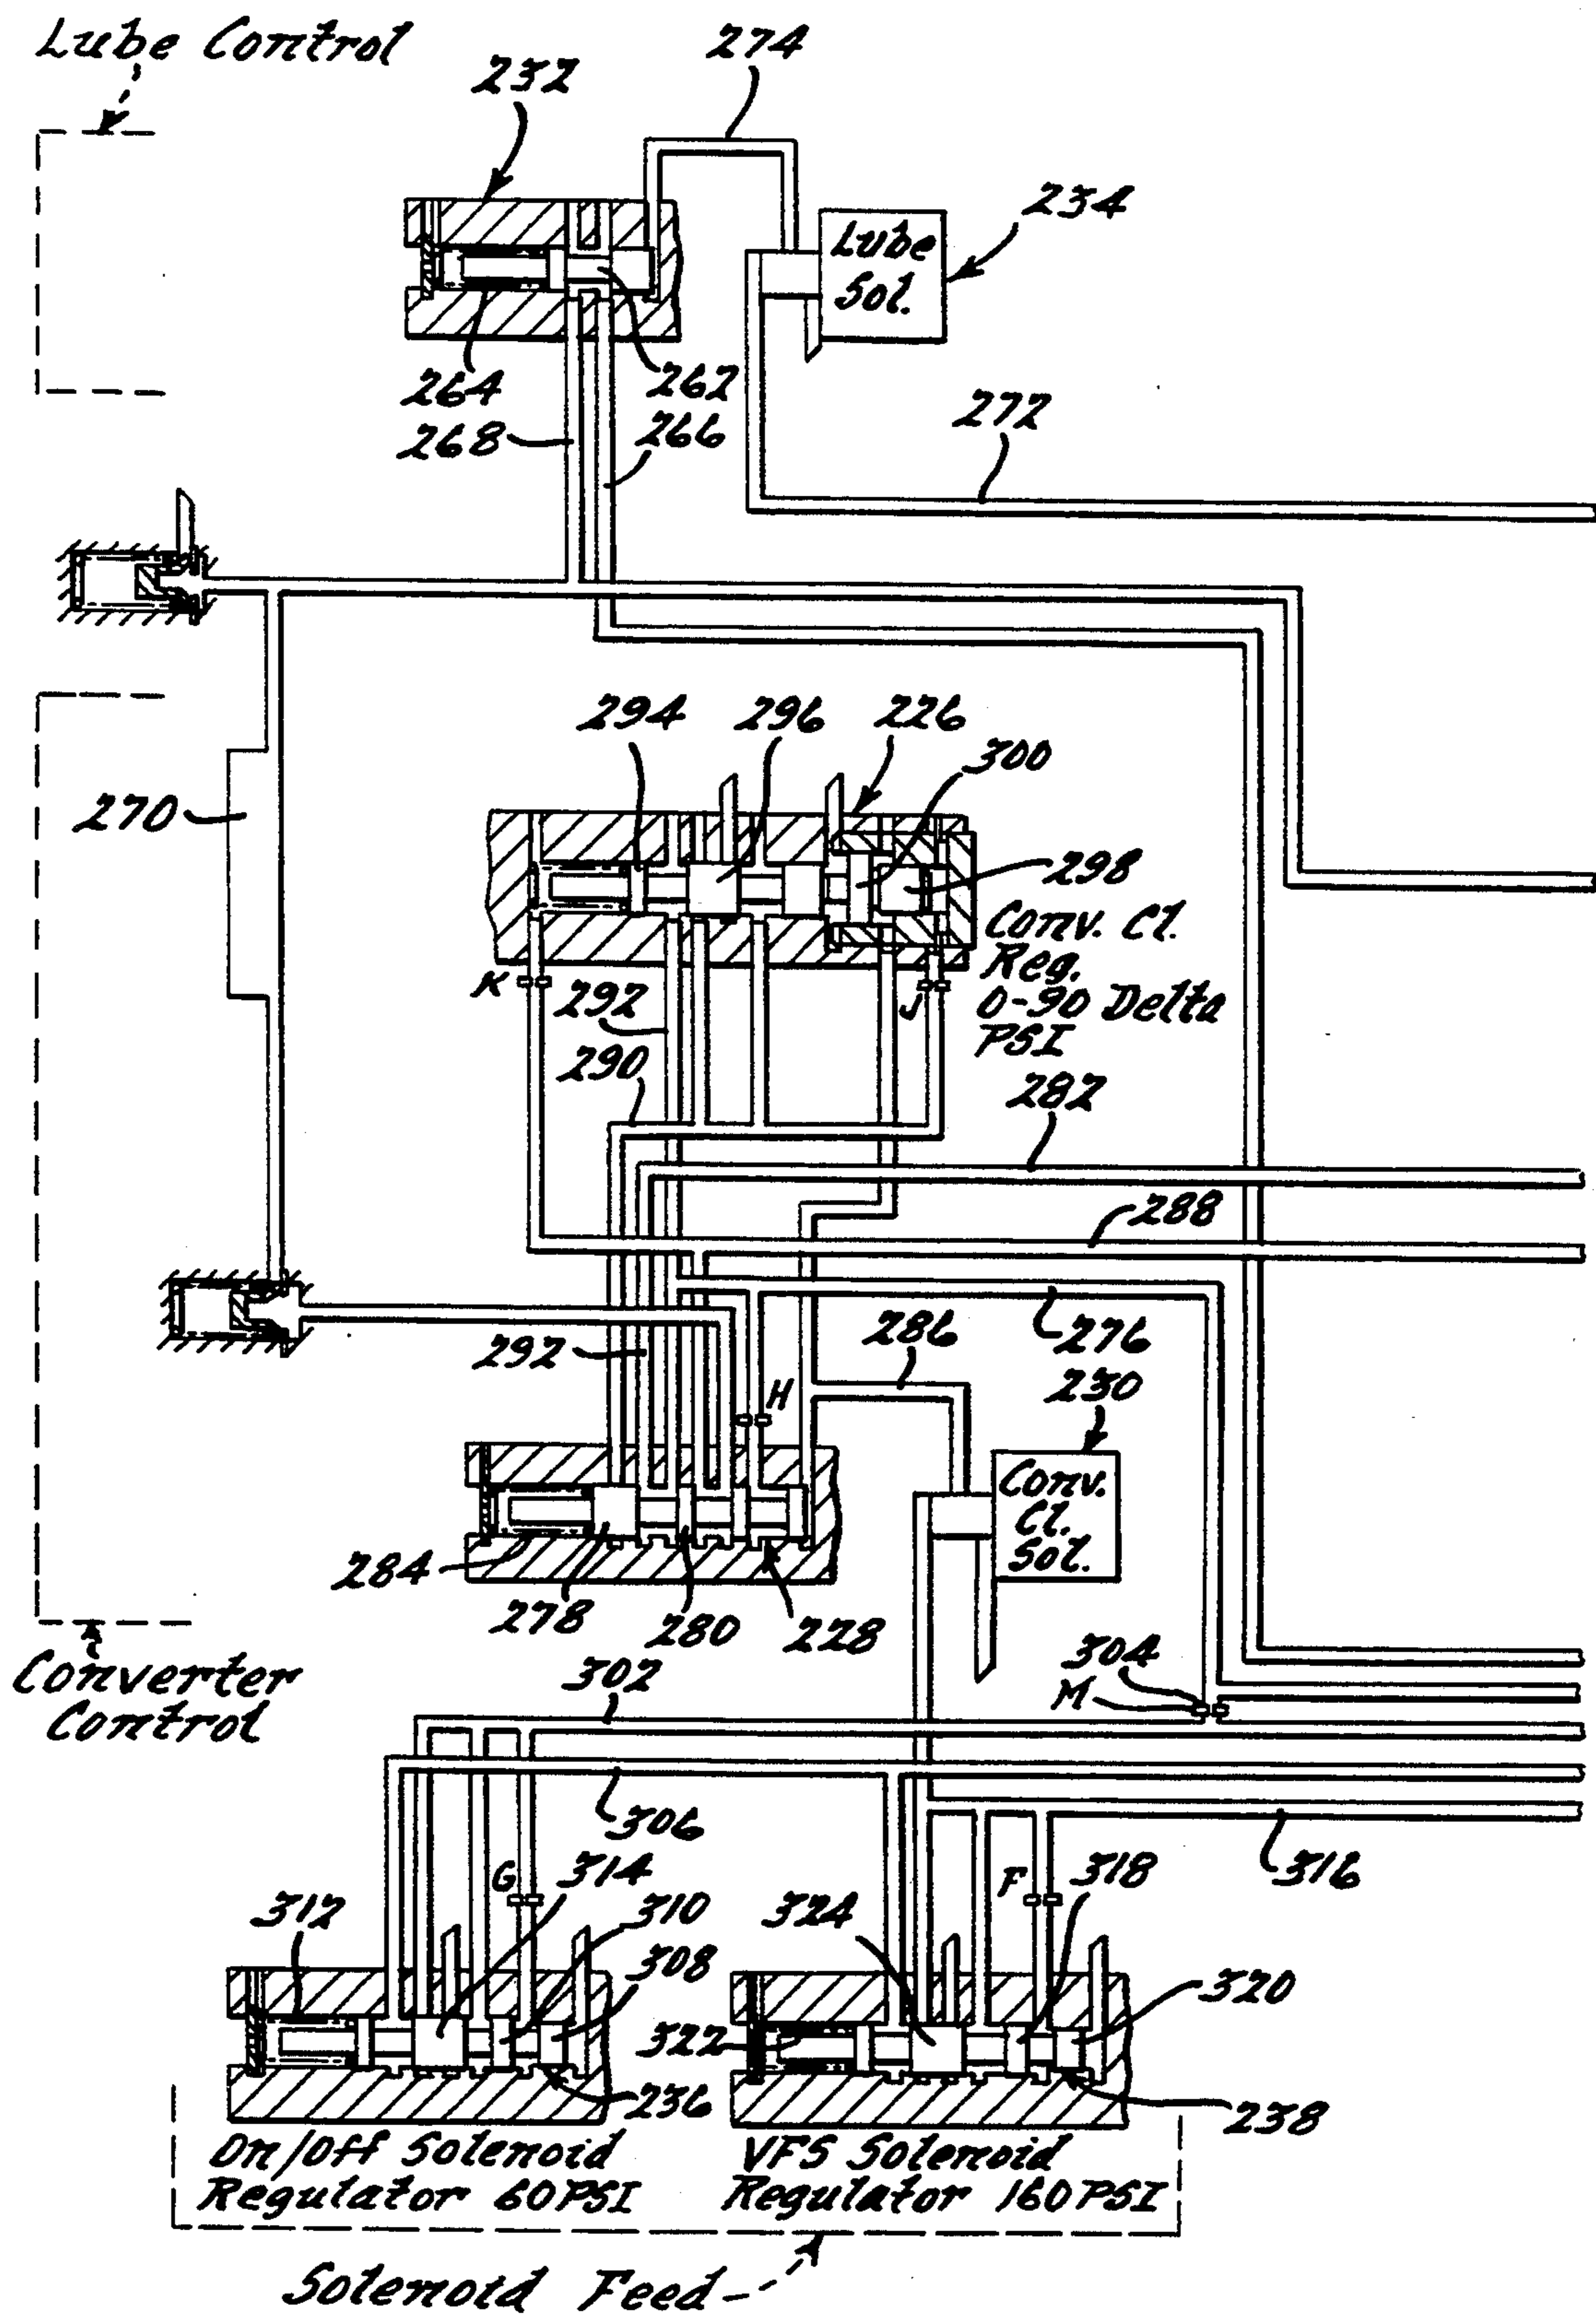 Lube Control
274
232
234
Lube
Sol.
264
262
268
266
272
294
296
226
300
270
298
Conv. Cl.
Reg.
0-90 Delta
PSI
K
292
J
290
282
288
286
276
292
230
H
Conv.
Cl.
Sol.
284
278
280
228
Converter
Control
302
304
M
306
316
G
314
F
318
312
310
324
308
320
322
236
238
On/Off Solenoid
Regulator 60PSI
VFS Solenoid
Regulator 160PSI
Solenoid Feed